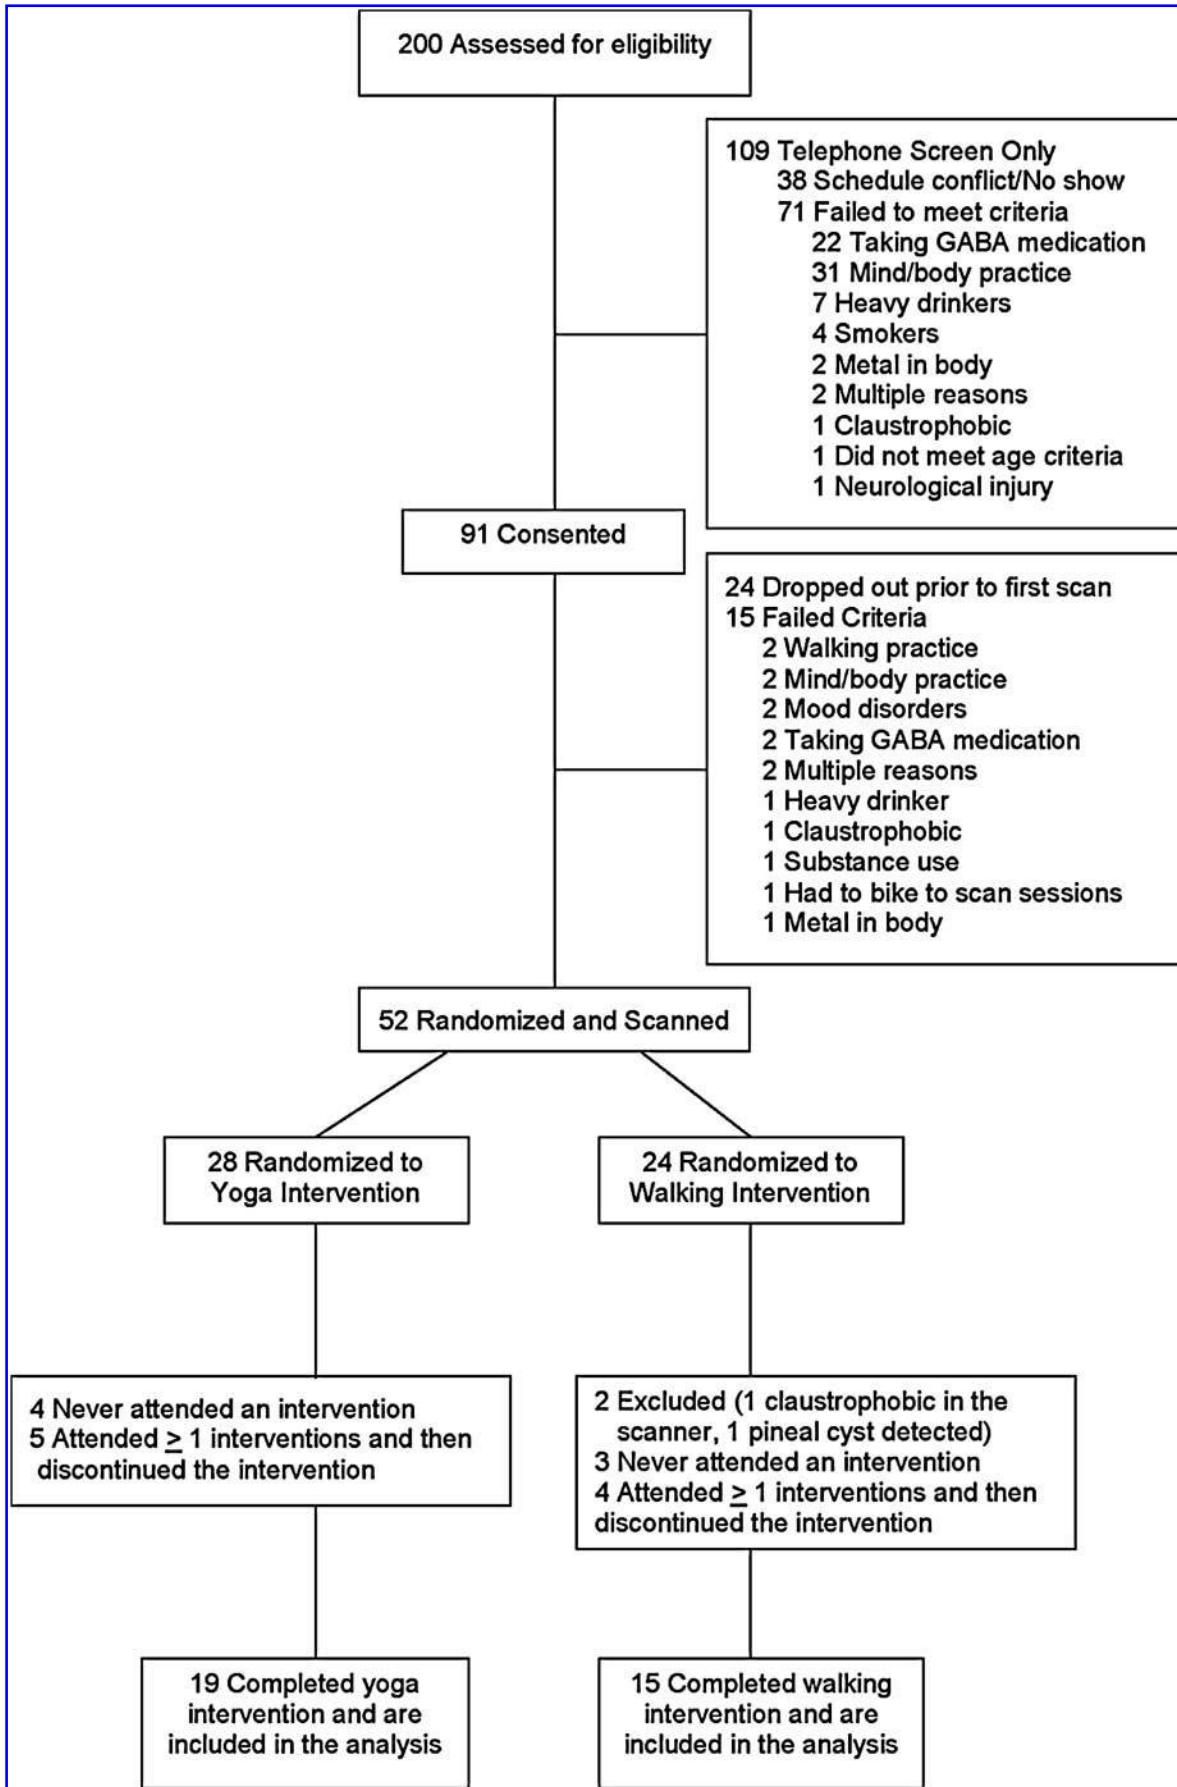 200 Assessed for eligibility
109 Telephone Screen Only
38 Schedule conflict/No show
71 Failed to meet criteria
22 Taking GABA medication
31 Mind/body practice
7 Heavy drinkers
4 Smokers
2 Metal in body
2 Multiple reasons
1 Claustrophobic
1 Did not meet age criteria
1 Neurological injury
91 Consented
24 Dropped out prior to first scan
15 Failed Criteria
2 Walking practice
2 Mind/body practice
2 Mood disorders
2 Taking GABA medication
2 Multiple reasons
1 Heavy drinker
1 Claustrophobic
1 Substance use
1 Had to bike to scan sessions
1 Metal in body
52 Randomized and Scanned
28 Randomized to
Yoga Intervention
24 Randomized to
Walking Intervention
4 Never attended an intervention
5 Attended ≥ 1 interventions and then
discontinued the intervention
2 Excluded (1 claustrophobic in the
scanner, 1 pineal cyst detected)
3 Never attended an intervention
4 Attended ≥ 1 interventions and then
discontinued the intervention
19 Completed yoga
intervention and are
included in the analysis
15 Completed walking
intervention and are
included in the analysis